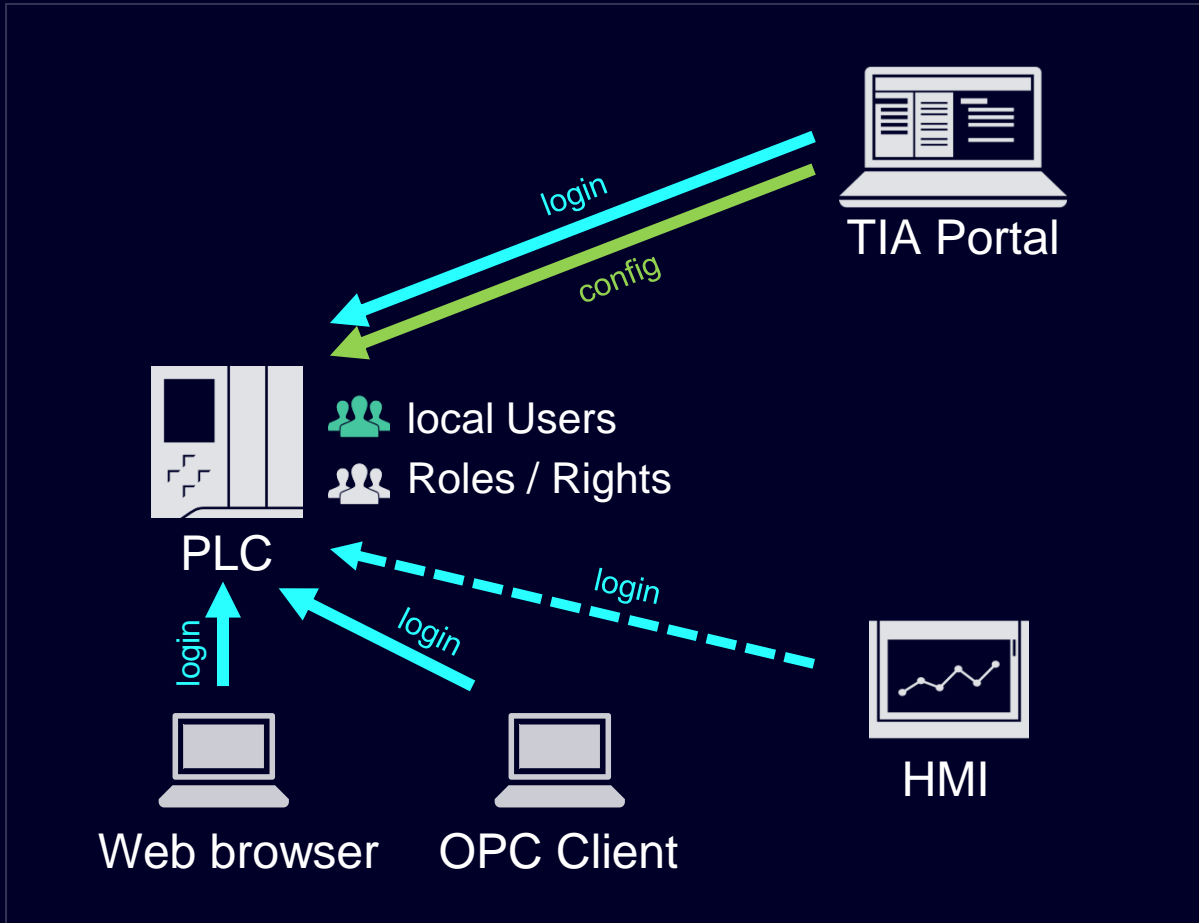 login
TIA Portal
config
local Users
Roles / Rights
PLC
login
login
login
HMI
Web browser
OPC Client